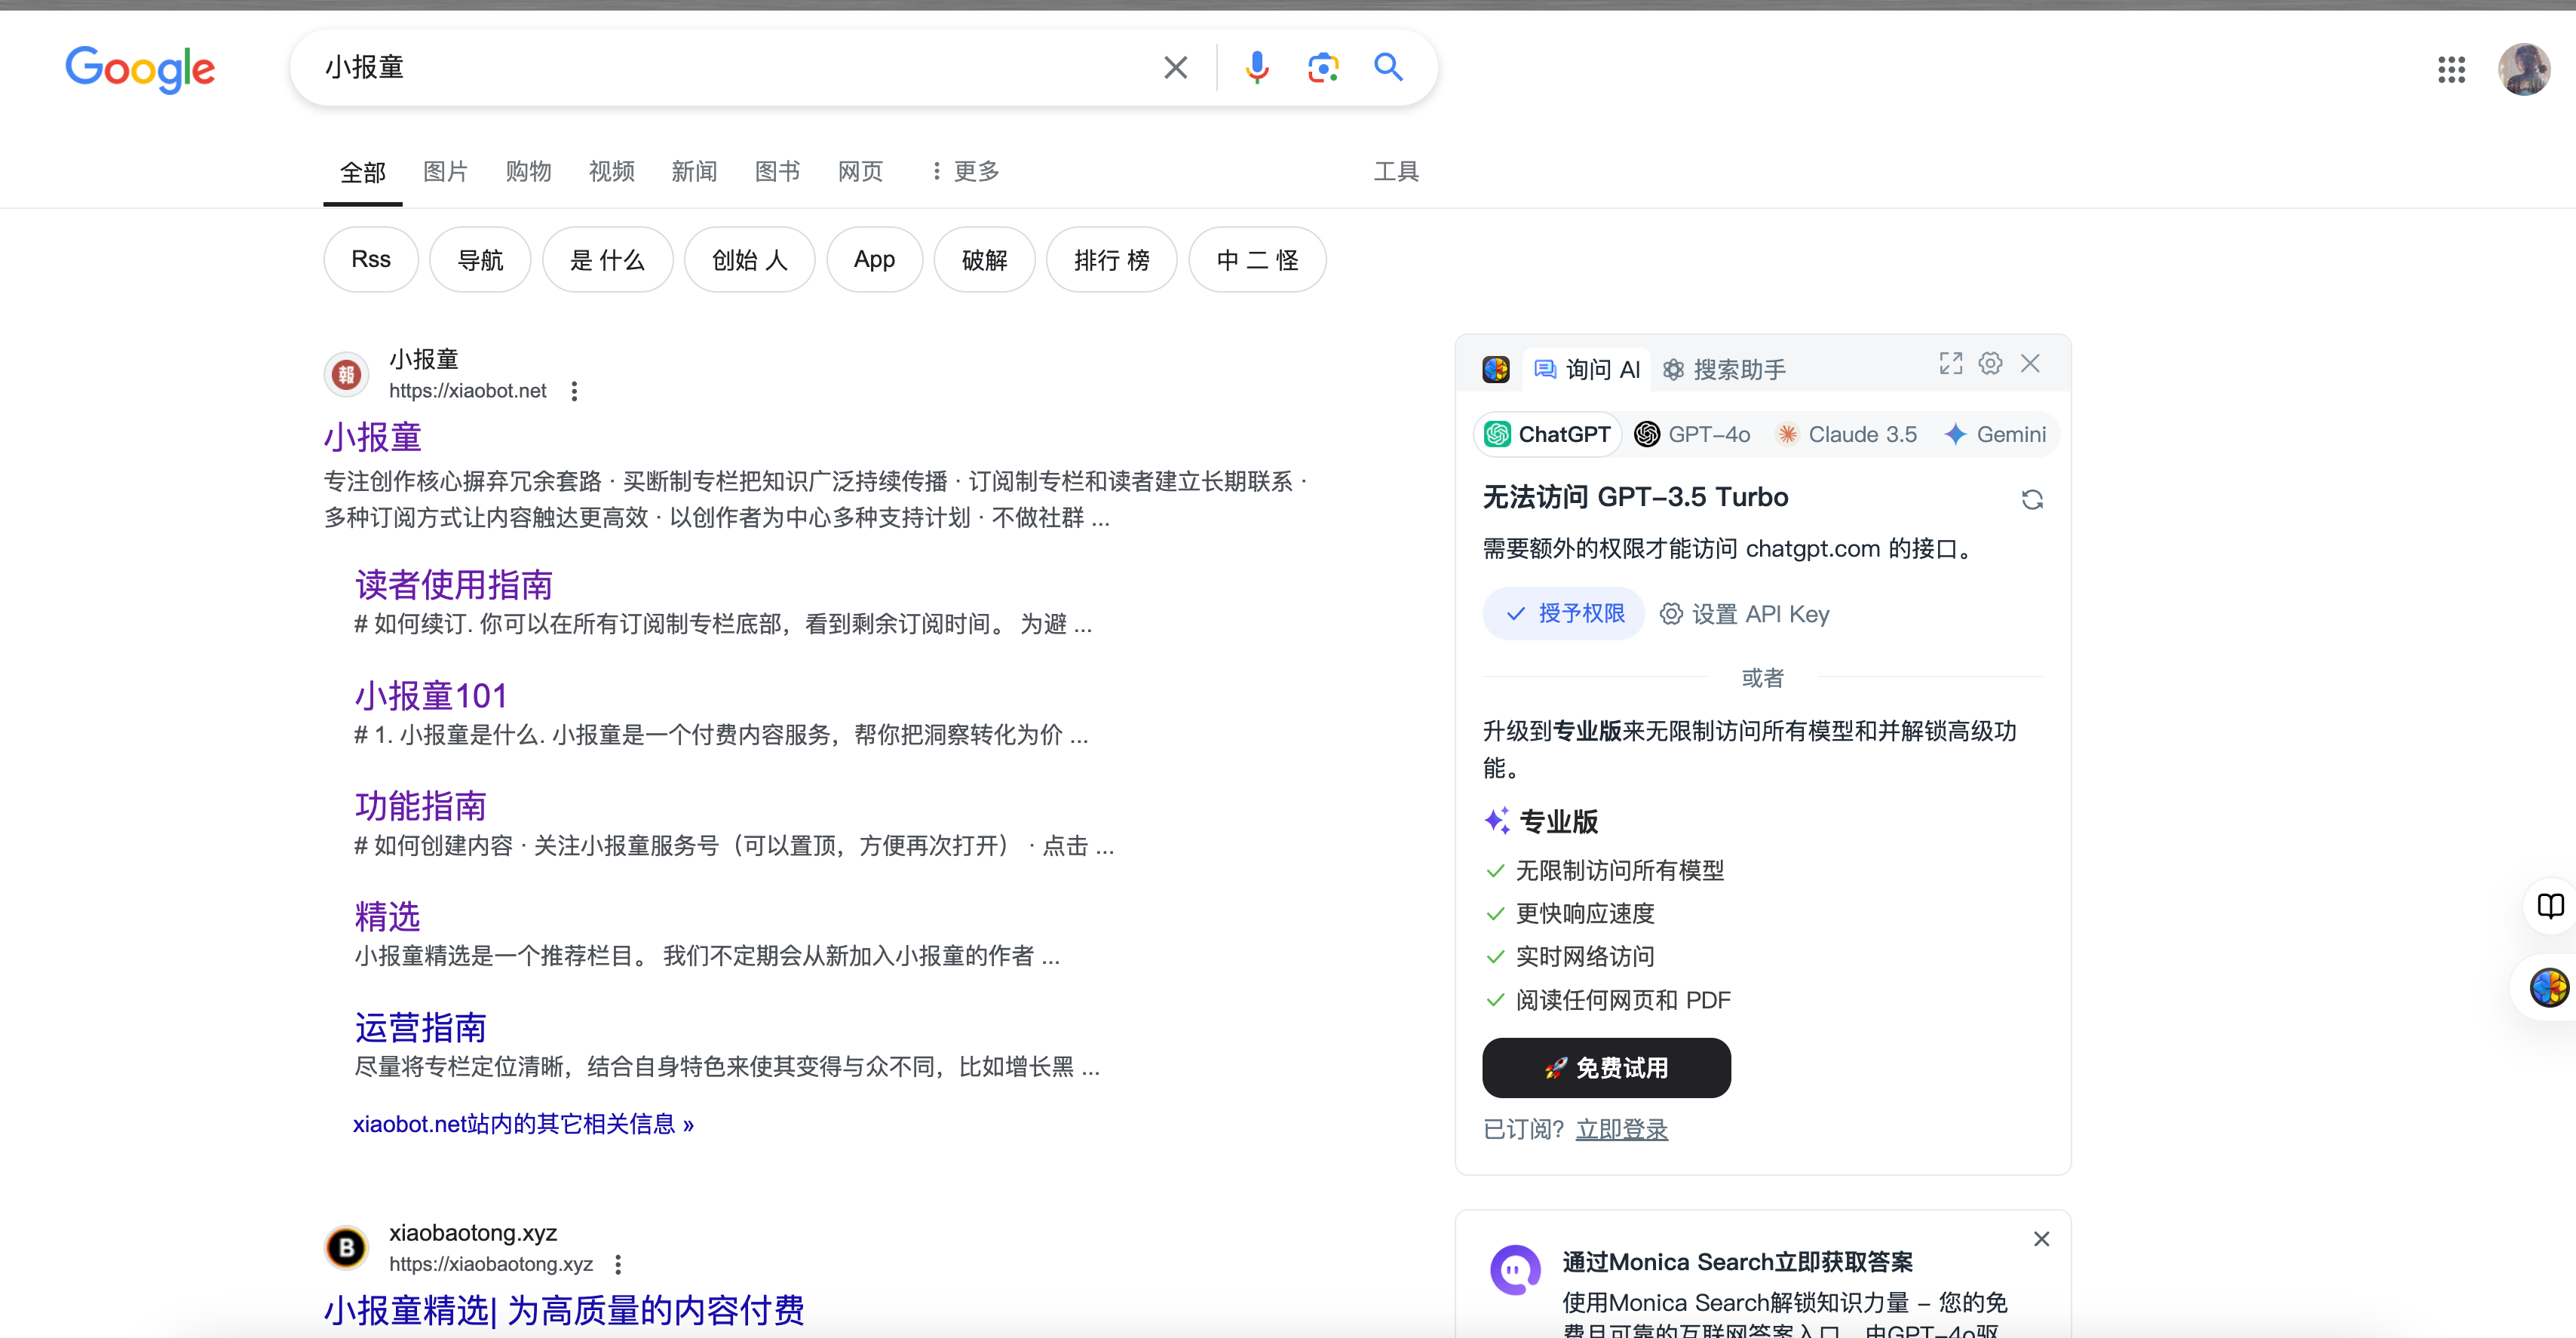 Google
小报童
全部 图片 购物 视频 新闻 图书 网页 更多 工具
Rss 导航 是 什么 创始 人 App 破解 排行 榜 中 二 怪
報
小报童
https://xiaobot.net
小报童
专注创作核心摒弃冗余套路 · 买断制专栏把知识广泛持续传播 · 订阅制专栏和读者建立长期联系 ·
多种订阅方式让内容触达更高效 · 以创作者为中心多种支持计划 · 不做社群 ...
读者使用指南
# 如何续订. 你可以在所有订阅制专栏底部，看到剩余订阅时间。 为避 ...
小报童101
# 1. 小报童是什么. 小报童是一个付费内容服务，帮你把洞察转化为价 ...
功能指南
# 如何创建内容 · 关注小报童服务号（可以置顶，方便再次打开） · 点击 ...
精选
小报童精选是一个推荐栏目。 我们不定期会从新加入小报童的作者 ...
运营指南
尽量将专栏定位清晰，结合自身特色来使其变得与众不同，比如增长黑 ...
xiaobot.net站内的其它相关信息 »
B
xiaobaotong.xyz
https://xiaobaotong.xyz
小报童精选| 为高质量的内容付费
询问 AI 搜索助手
ChatGPT GPT-4o Claude 3.5 Gemini
无法访问 GPT-3.5 Turbo
需要额外的权限才能访问 chatgpt.com 的接口。
授予权限 设置 API Key
或者
升级到专业版来无限制访问所有模型和并解锁高级功
能。
专业版
无限制访问所有模型
更快响应速度
实时网络访问
阅读任何网页和 PDF
🚀 免费试用
已订阅? 立即登录
通过Monica Search立即获取答案
使用Monica Search解锁知识力量 – 您的免
费且可靠的互联网答案入口，由GPT-4o驱